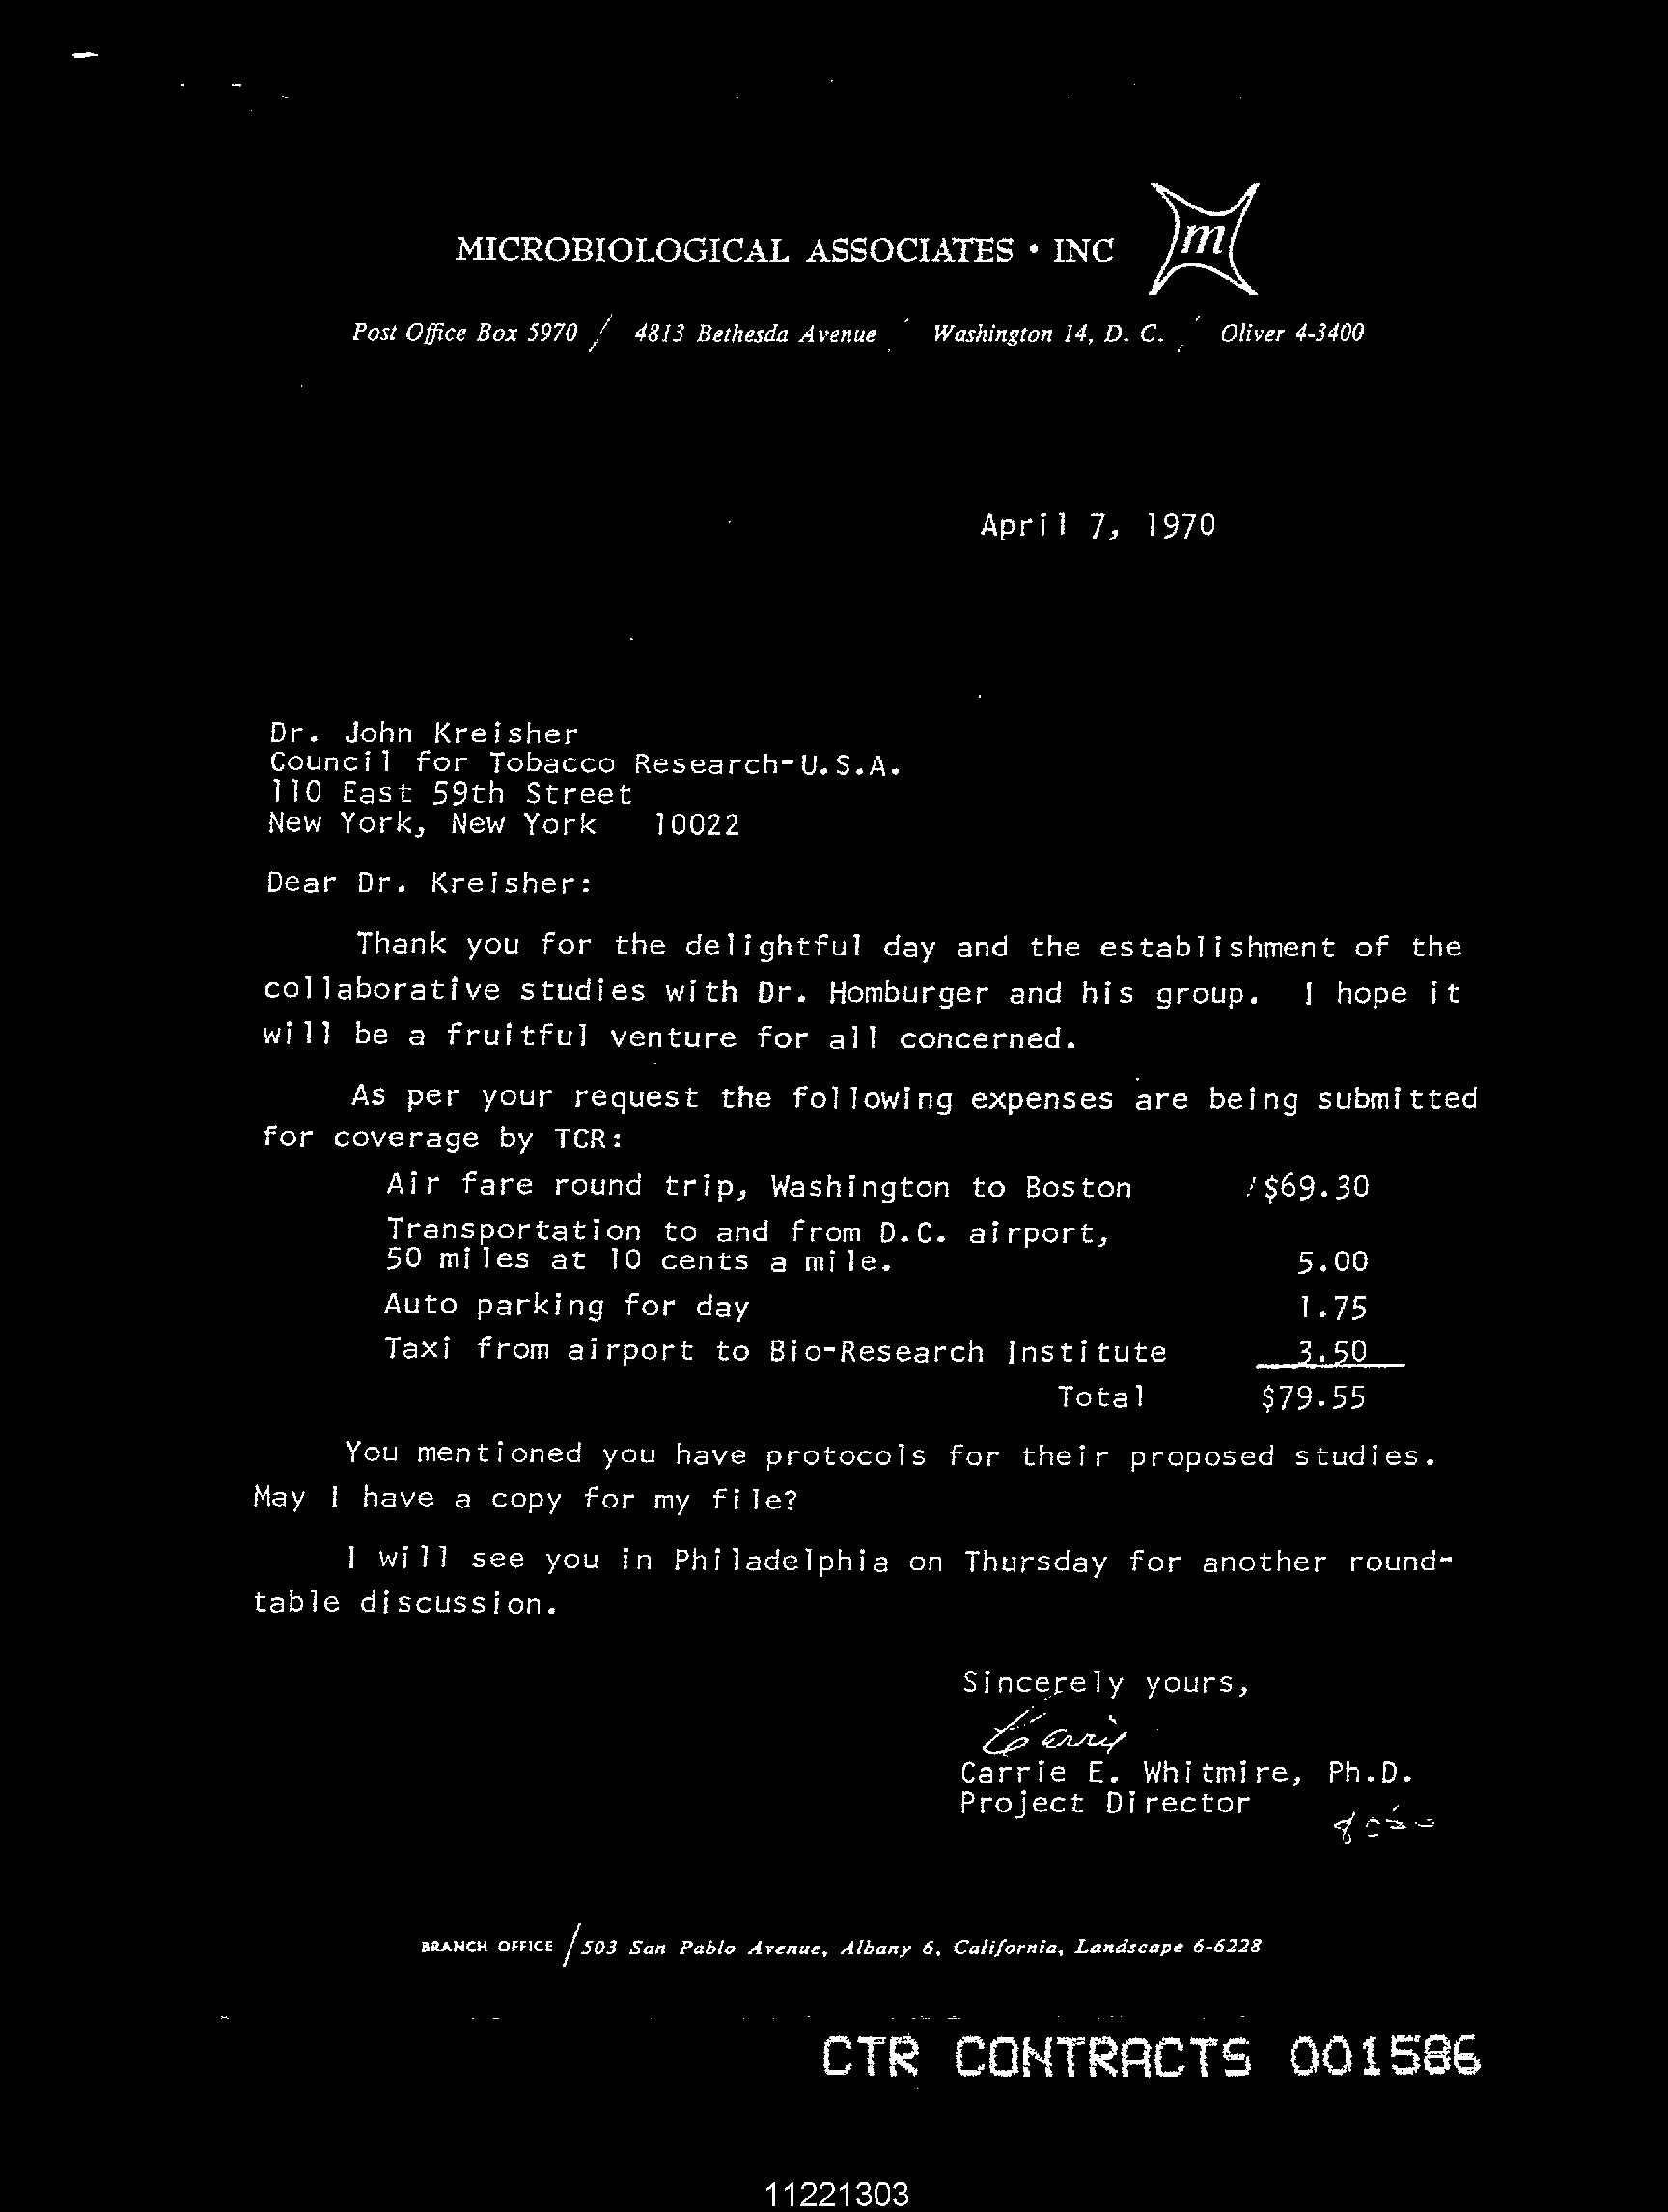 MICROBIOLOGICAL ASSOCIATES • INC
m
Post Office Box 5970 / 4813 Bethesda Avenue / Washington 14, D. C. / Oliver 4-3400
April 7, 1970
Dr. John Kreisher
Council for Tobacco Research-U.S.A.
110 East 59th Street
New York, New York 10022
Dear Dr. Kreisher:
Thank you for the delightful day and the establishment of the
collaborative studies with Dr. Homburger and his group. I hope it
will be a fruitful venture for all concerned.
As per your request the following expenses are being submitted
for coverage by TCR:
Air fare round trip, Washington to Boston $69.30
Transportation to and from D.C. airport,
50 miles at 10 cents a mile. 5.00
Auto parking for day 1.75
Taxi from airport to Bio-Research Institute 3.50
Total $79.55
You mentioned you have protocols for their proposed studies.
May I have a copy for my file?
I will see you in Philadelphia on Thursday for another round-
table discussion.
Sincerely yours,
Carrie
Carrie E. Whitmire, Ph.D.
Project Director
BRANCH OFFICE / 503 San Pablo Avenue, Albany 6, California, Landscape 6-6228
CTR CONTRACTS 001586
11221303